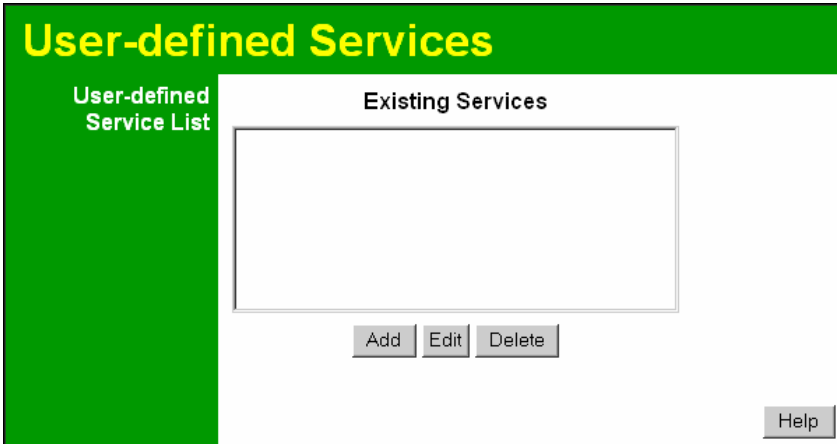 User-defined Services
User-defined
Service List
Existing Services
Add Edit Delete
Help